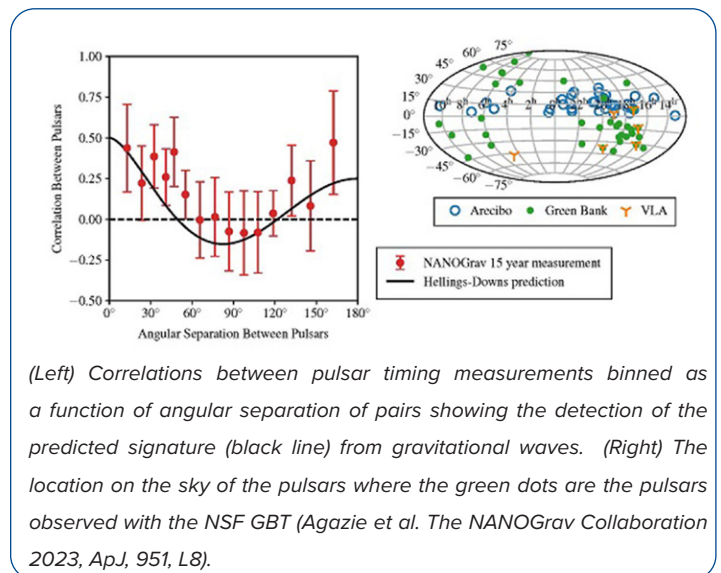 1.00
0.75
0.50
0.25
0.00
−0.25
−0.50
0° 30° 60° 90° 120° 150° 180°
Correlation Between Pulsars
Angular Separation Between Pulsars
75°
60°
45°
30°
15°
0°
−15°
−30°
−45°
−60°
−75°
Arecibo Green Bank VLA
NANOGrav 15 year measurement
Hellings-Downs prediction
(Left) Correlations between pulsar timing measurements binned as
a function of angular separation of pairs showing the detection of the
predicted signature (black line) from gravitational waves. (Right) The
location on the sky of the pulsars where the green dots are the pulsars
observed with the NSF GBT (Agazie et al. The NANOGrav Collaboration
2023, ApJ, 951, L8).